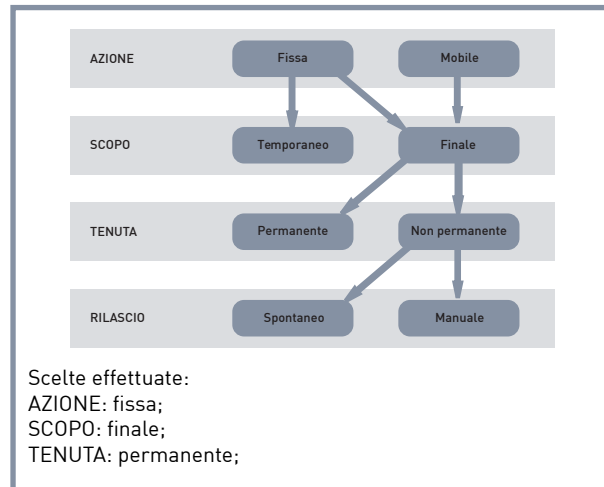 AZIONE Fissa Mobile
SCOPO Temporaneo Finale
TENUTA Permanente Non permanente
RILASCIO Spontaneo Manuale
Scelte effettuate:
AZIONE: fissa;
SCOPO: finale;
TENUTA: permanente;